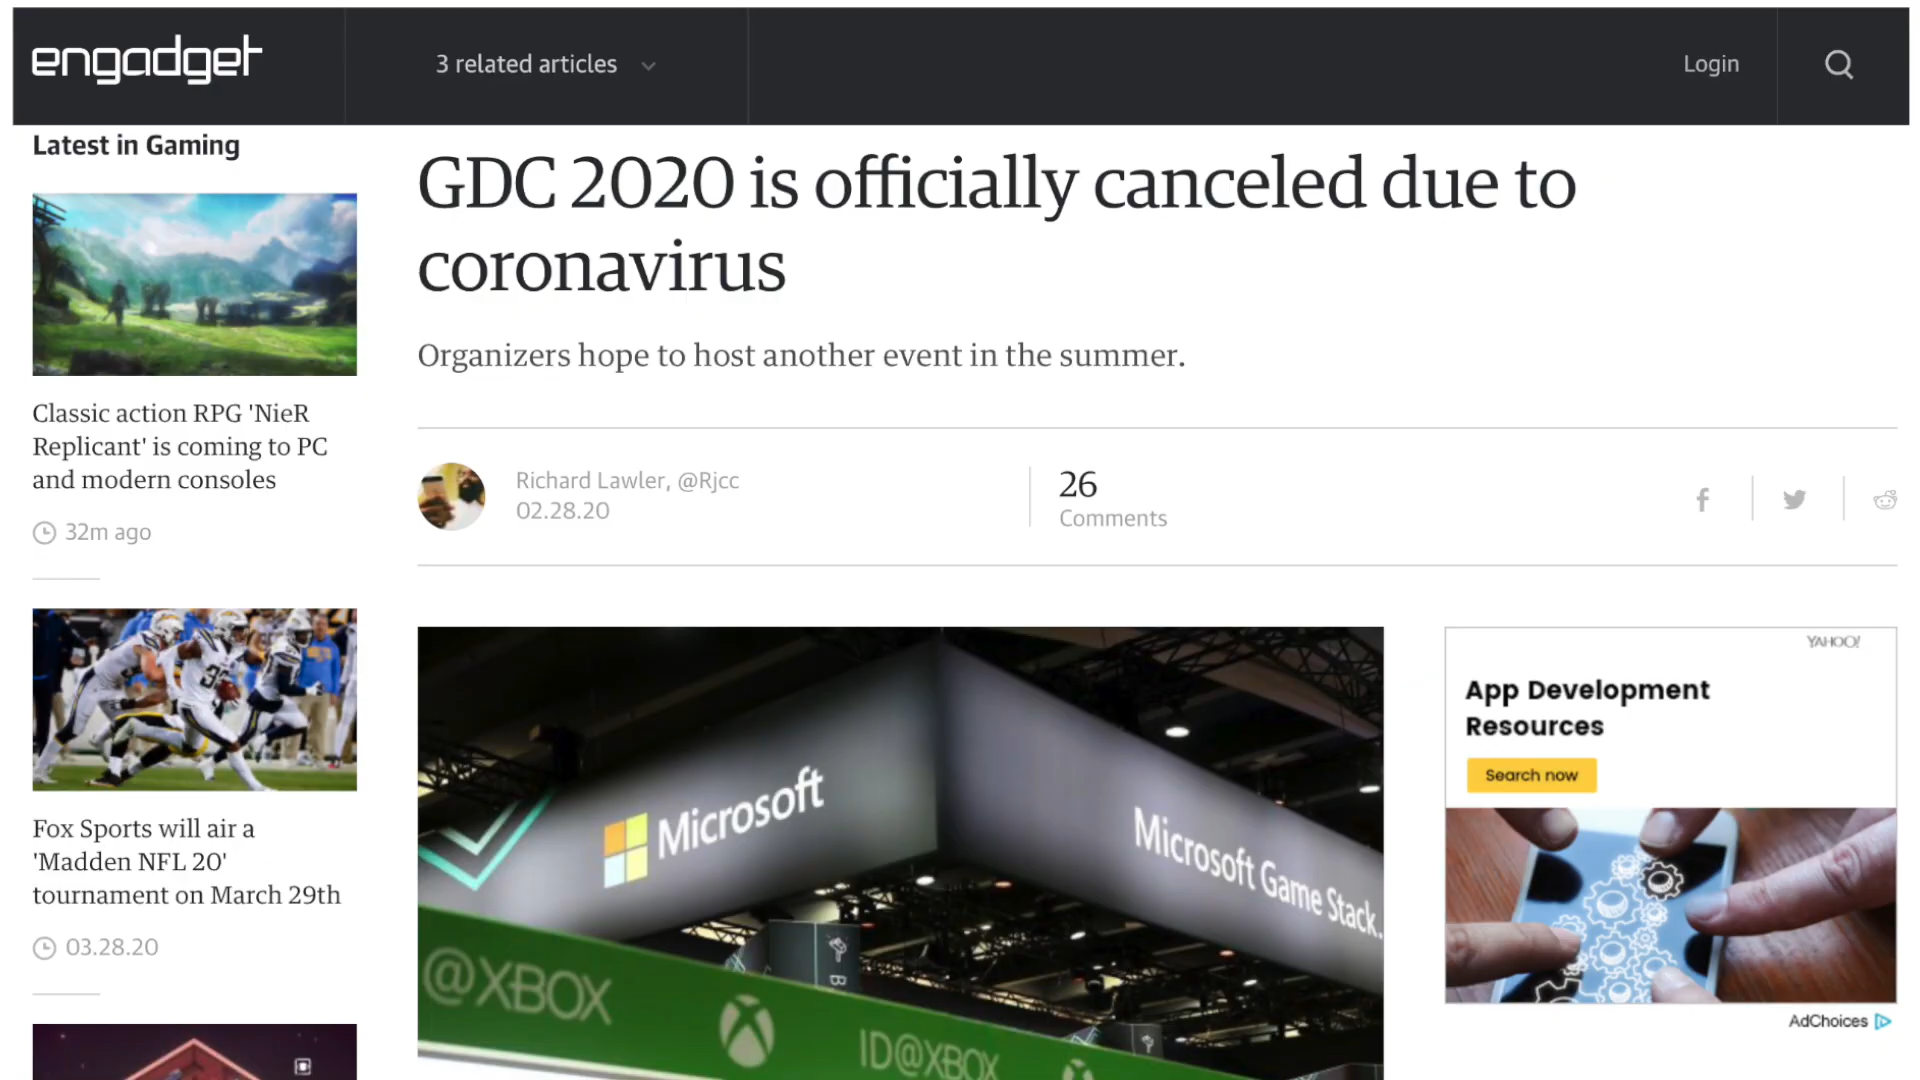 engadget
3 related articles
Login
Latest in Gaming
Classic action RPG 'NieR
Replicant' is coming to PC
and modern consoles
32m ago
Fox Sports will air a
'Madden NFL 20'
tournament on March 29th
03.28.20
GDC 2020 is officially canceled due to
coronavirus
Organizers hope to host another event in the summer.
Richard Lawler, @Rjcc
02.28.20
26
Comments
Microsoft
Microsoft Game Stack.
@XBOX
ID@XBOX
YAHOO!
App Development
Resources
Search now
AdChoices